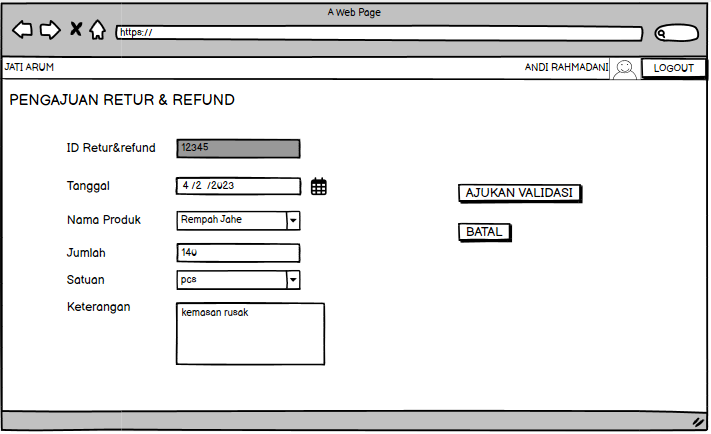 A Web Page
https://
JATI ARUM
ANDI RAHMADANI
LOGOUT
PENGAJUAN RETUR & REFUND
ID Retur&refund
12345
Tanggal
4 /2 /2023
AJUKAN VALIDASI
Nama Produk
Rempah Jahe
BATAL
Jumlah
140
Satuan
pcs
Keterangan
kemasan rusak